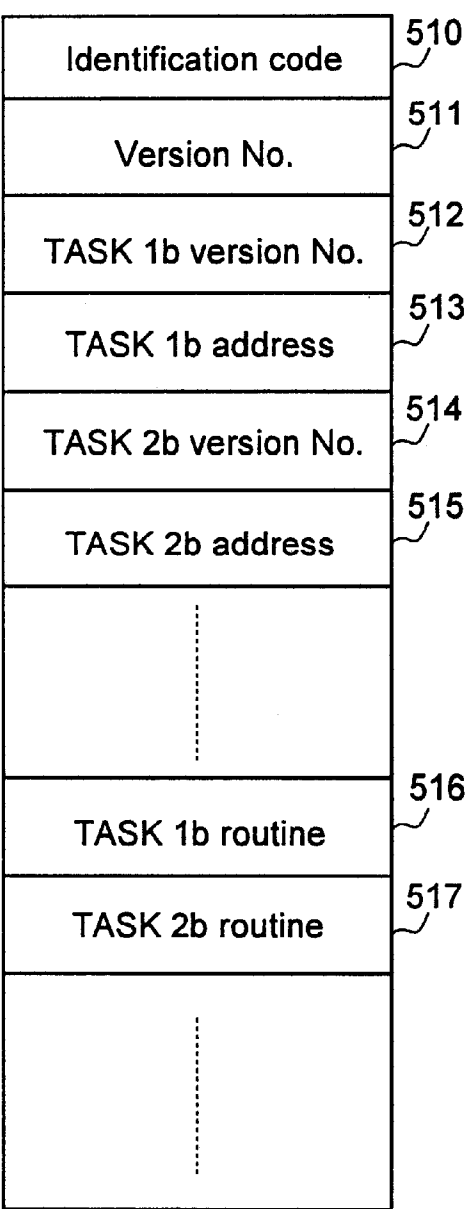 Identification code
510
Version No.
511
TASK 1b version No.
512
TASK 1b address
513
TASK 2b version No.
514
TASK 2b address
515
TASK 1b routine
516
TASK 2b routine
517